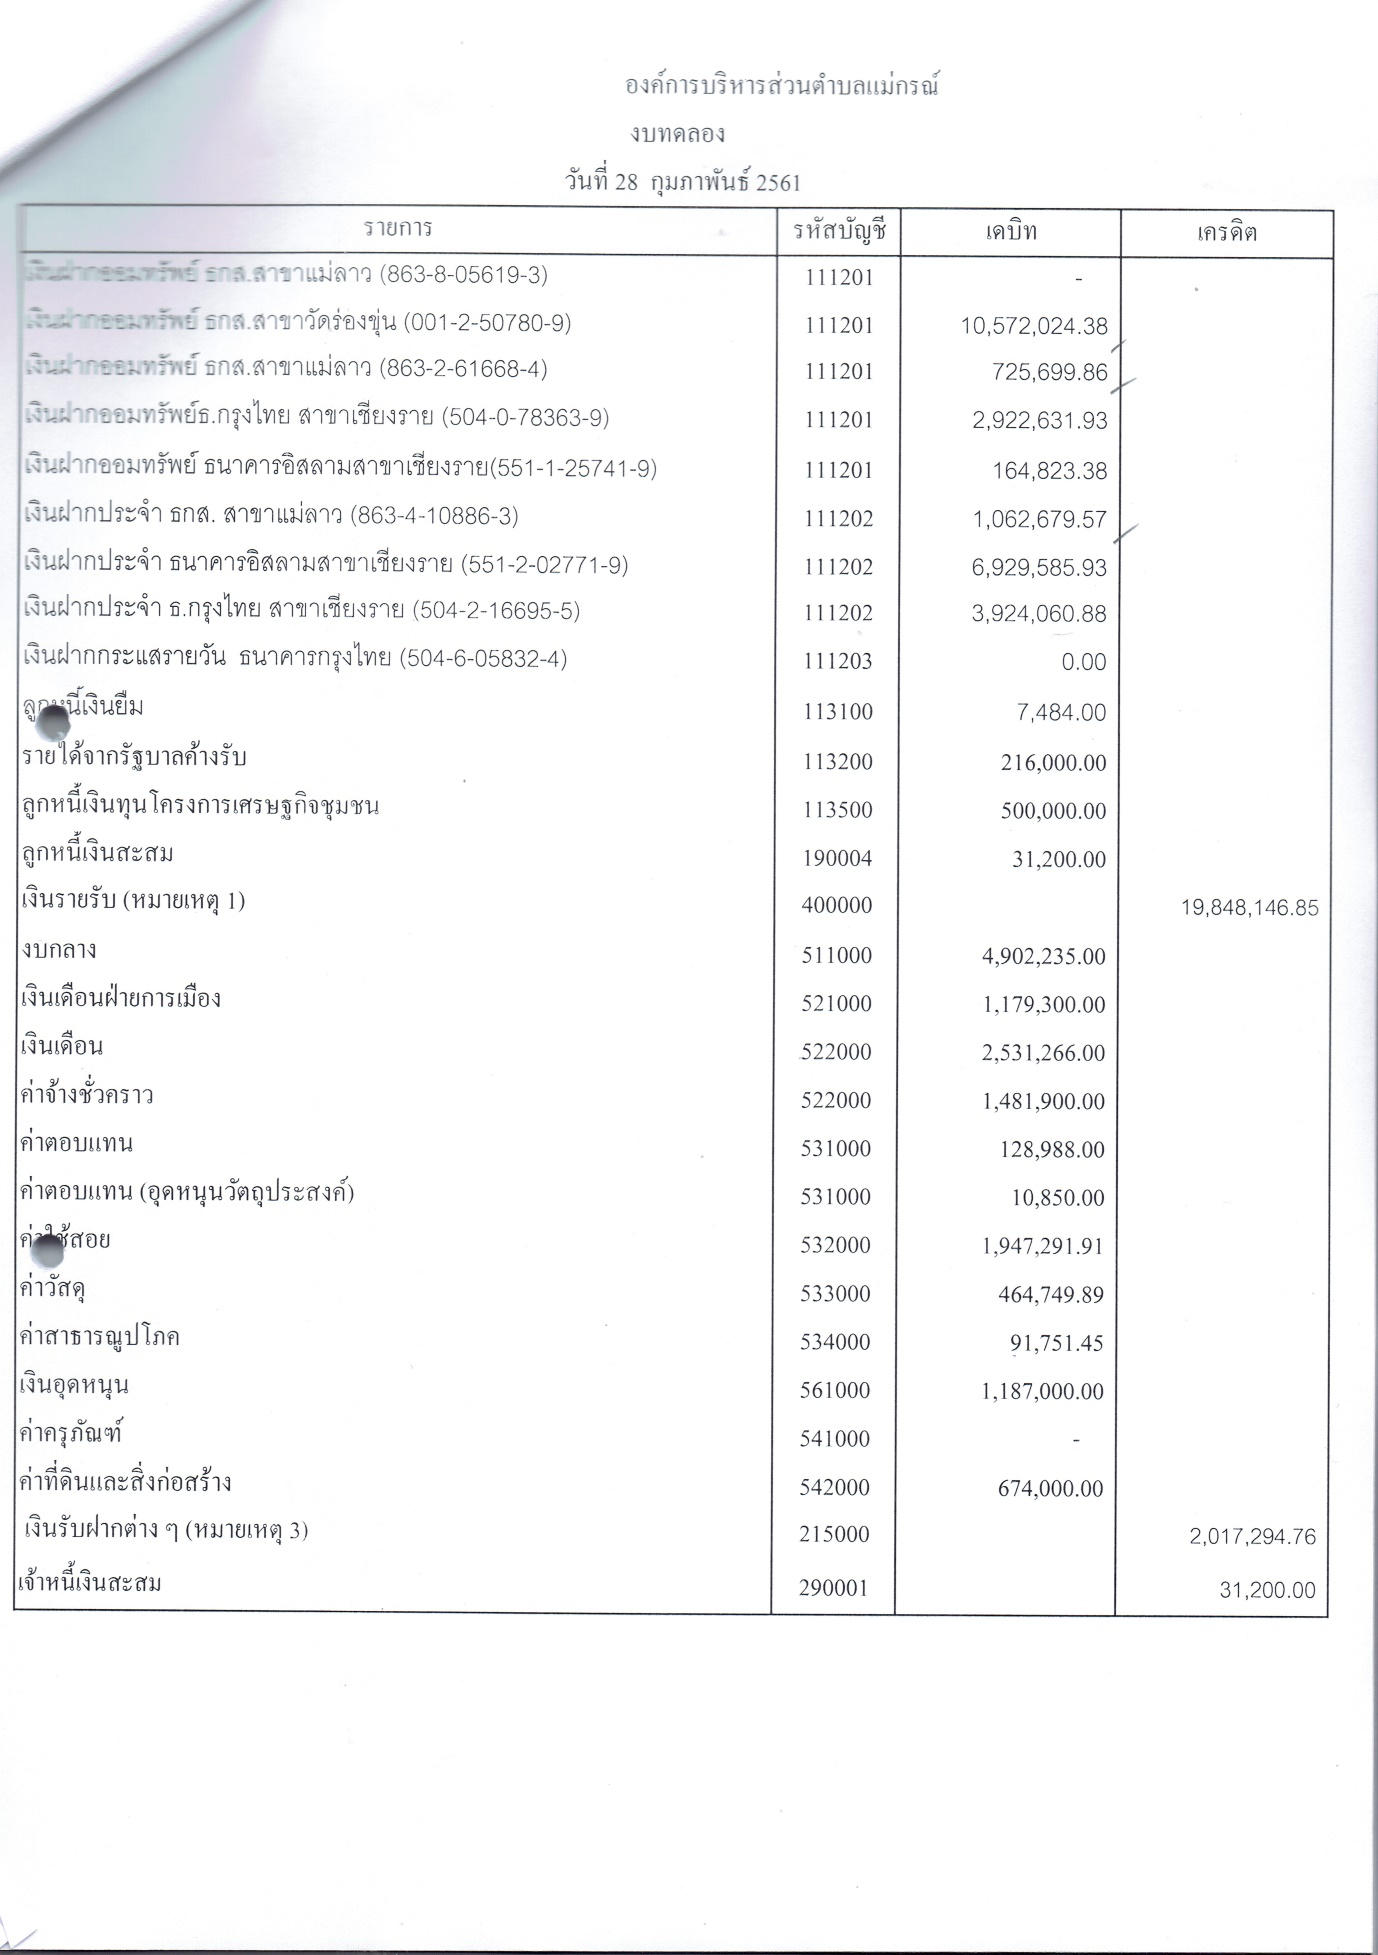 องค์การบริหารส่วนตำบลแม่กรณ์
งบทดลอง
วันที่ 28 กุมภาพันธ์ 2561
รายการ รหัสบัญชี เดบิท เครดิต
เงินฝากออมทรัพย์ ธกส.สาขาแม่ลาว (863-8-05619-3) 111201 -
เงินฝากออมทรัพย์ ธกส.สาขาวัดร่องขุ่น (001-2-50780-9) 111201 10,572,024.38
เงินฝากออมทรัพย์ ธกส.สาขาแม่ลาว (863-2-61668-4) 111201 725,699.86
เงินฝากออมทรัพย์ธ.กรุงไทย สาขาเชียงราย (504-0-78363-9) 111201 2,922,631.93
เงินฝากออมทรัพย์ ธนาคารอิสลามสาขาเชียงราย(551-1-25741-9) 111201 164,823.38
เงินฝากประจำ ธกส. สาขาแม่ลาว (863-4-10886-3) 111202 1,062,679.57
เงินฝากประจำ ธนาคารอิสลามสาขาเชียงราย (551-2-02771-9) 111202 6,929,585.93
เงินฝากประจำ ธ.กรุงไทย สาขาเชียงราย (504-2-16695-5) 111202 3,924,060.88
เงินฝากกระแสรายวัน ธนาคารกรุงไทย (504-6-05832-4) 111203 0.00
ลูกหนี้เงินยืม 113100 7,484.00
รายได้จากรัฐบาลค้างรับ 113200 216,000.00
ลูกหนี้เงินทุนโครงการเศรษฐกิจชุมชน 113500 500,000.00
ลูกหนี้เงินสะสม 190004 31,200.00
เงินรายรับ (หมายเหตุ 1) 400000 19,848,146.85
งบกลาง 511000 4,902,235.00
เงินเดือนฝ่ายการเมือง 521000 1,179,300.00
เงินเดือน 522000 2,531,266.00
ค่าจ้างชั่วคราว 522000 1,481,900.00
ค่าตอบแทน 531000 128,988.00
ค่าตอบแทน (อุดหนุนวัตถุประสงค์) 531000 10,850.00
ค่าใช้สอย 532000 1,947,291.91
ค่าวัสดุ 533000 464,749.89
ค่าสาธารณูปโภค 534000 91,751.45
เงินอุดหนุน 561000 1,187,000.00
ค่าครุภัณฑ์ 541000 -
ค่าที่ดินและสิ่งก่อสร้าง 542000 674,000.00
เงินรับฝากต่าง ๆ (หมายเหตุ 3) 215000 2,017,294.76
เจ้าหนี้เงินสะสม 290001 31,200.00